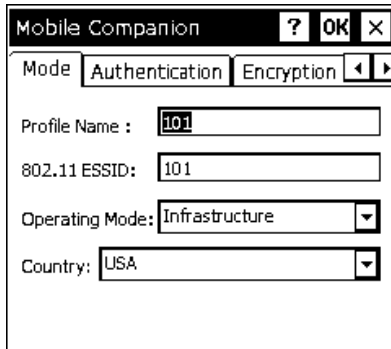 Mobile Companion ? OK ×
Mode Authentication Encryption
Profile Name : 101
802.11 ESSID: 101
Operating Mode: Infrastructure
Country: USA